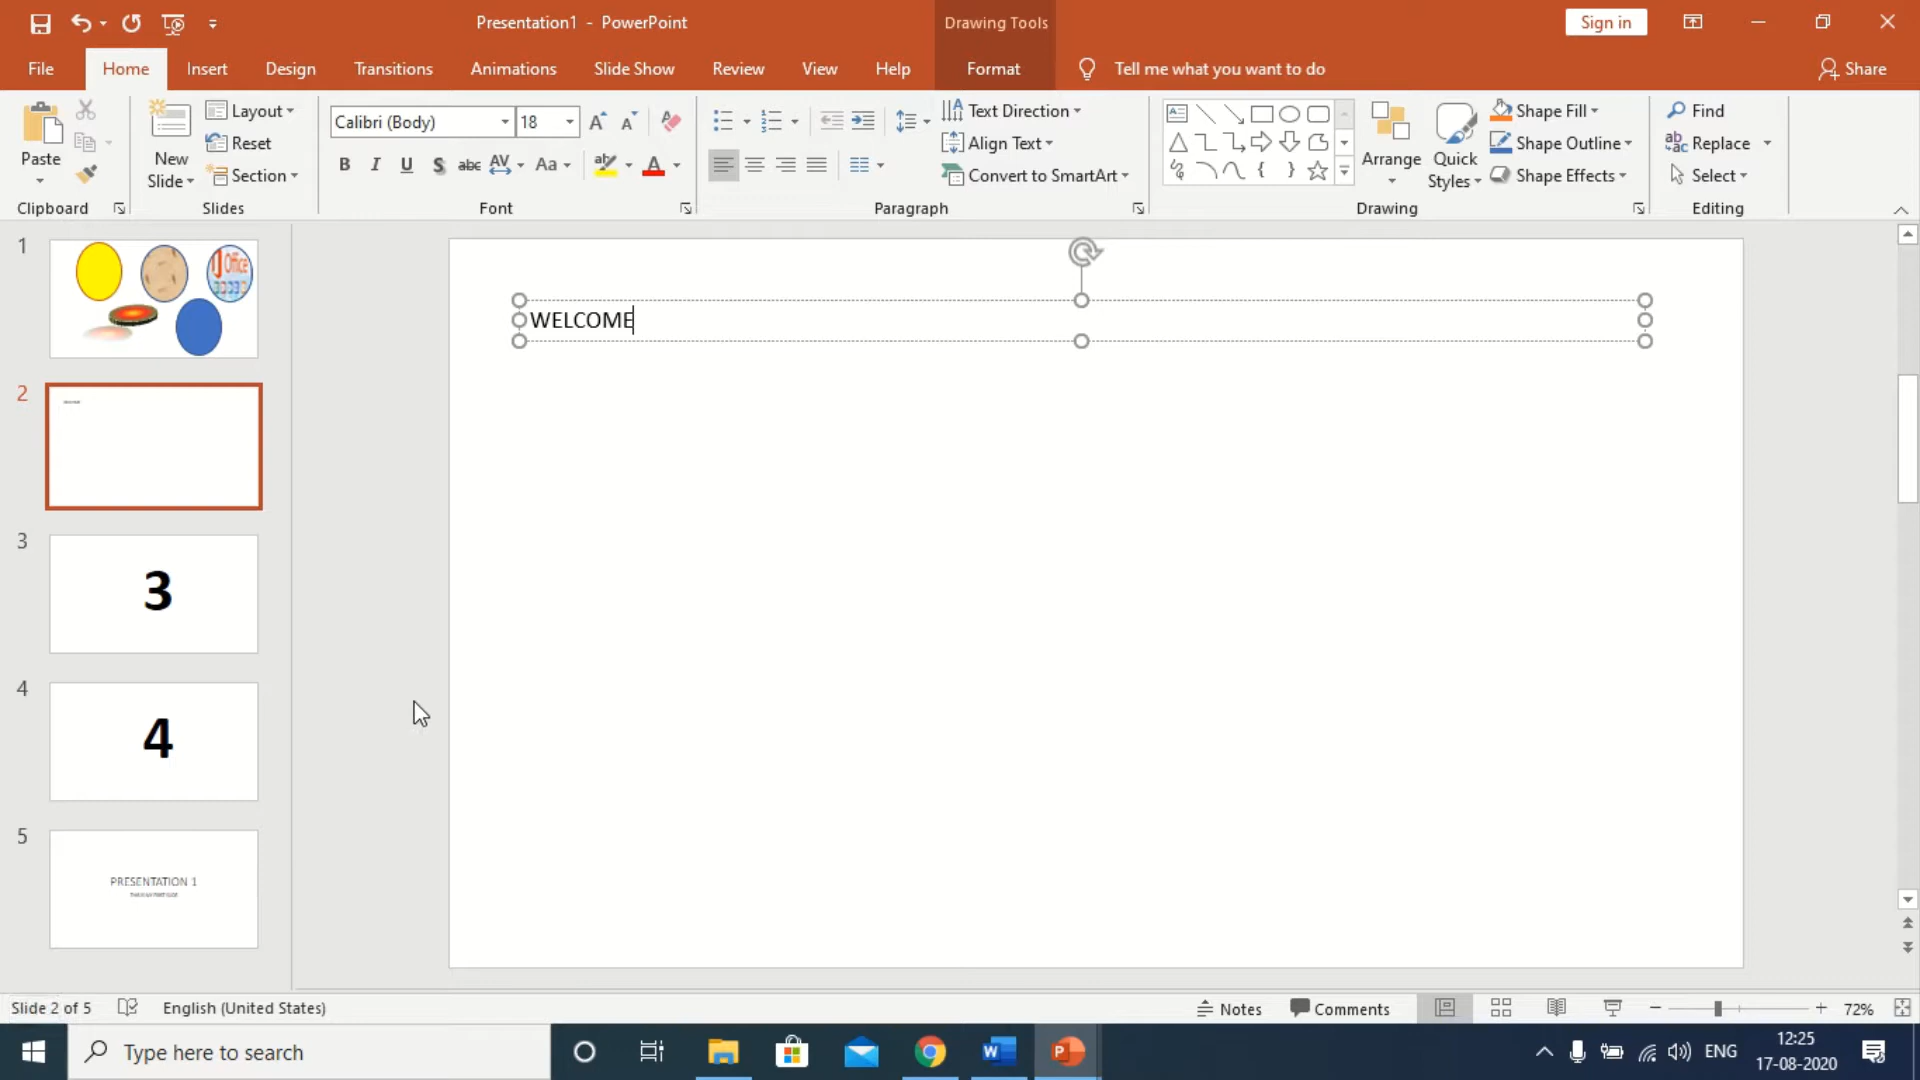 Presentation1 - PowerPoint
Drawing Tools
Sign in
File
Home
Insert
Design
Transitions
Animations
Slide Show
Review
View
Help
Format
Tell me what you want to do
Share
Paste
New
Slide
Layout
Reset
Section
Calibri (Body)
18
B I U S abc AV Aa
A
Text Direction
Align Text
Convert to SmartArt
Arrange
Quick
Styles
Shape Fill
Shape Outline
Shape Effects
Find
Replace
Select
Clipboard
Slides
Font
Paragraph
Drawing
Editing
1
Office
2
3
3
4
4
5
PRESENTATION 1
WELCOME
Slide 2 of 5
English (United States)
Notes
Comments
72%
Type here to search
ENG
12:25
17-08-2020